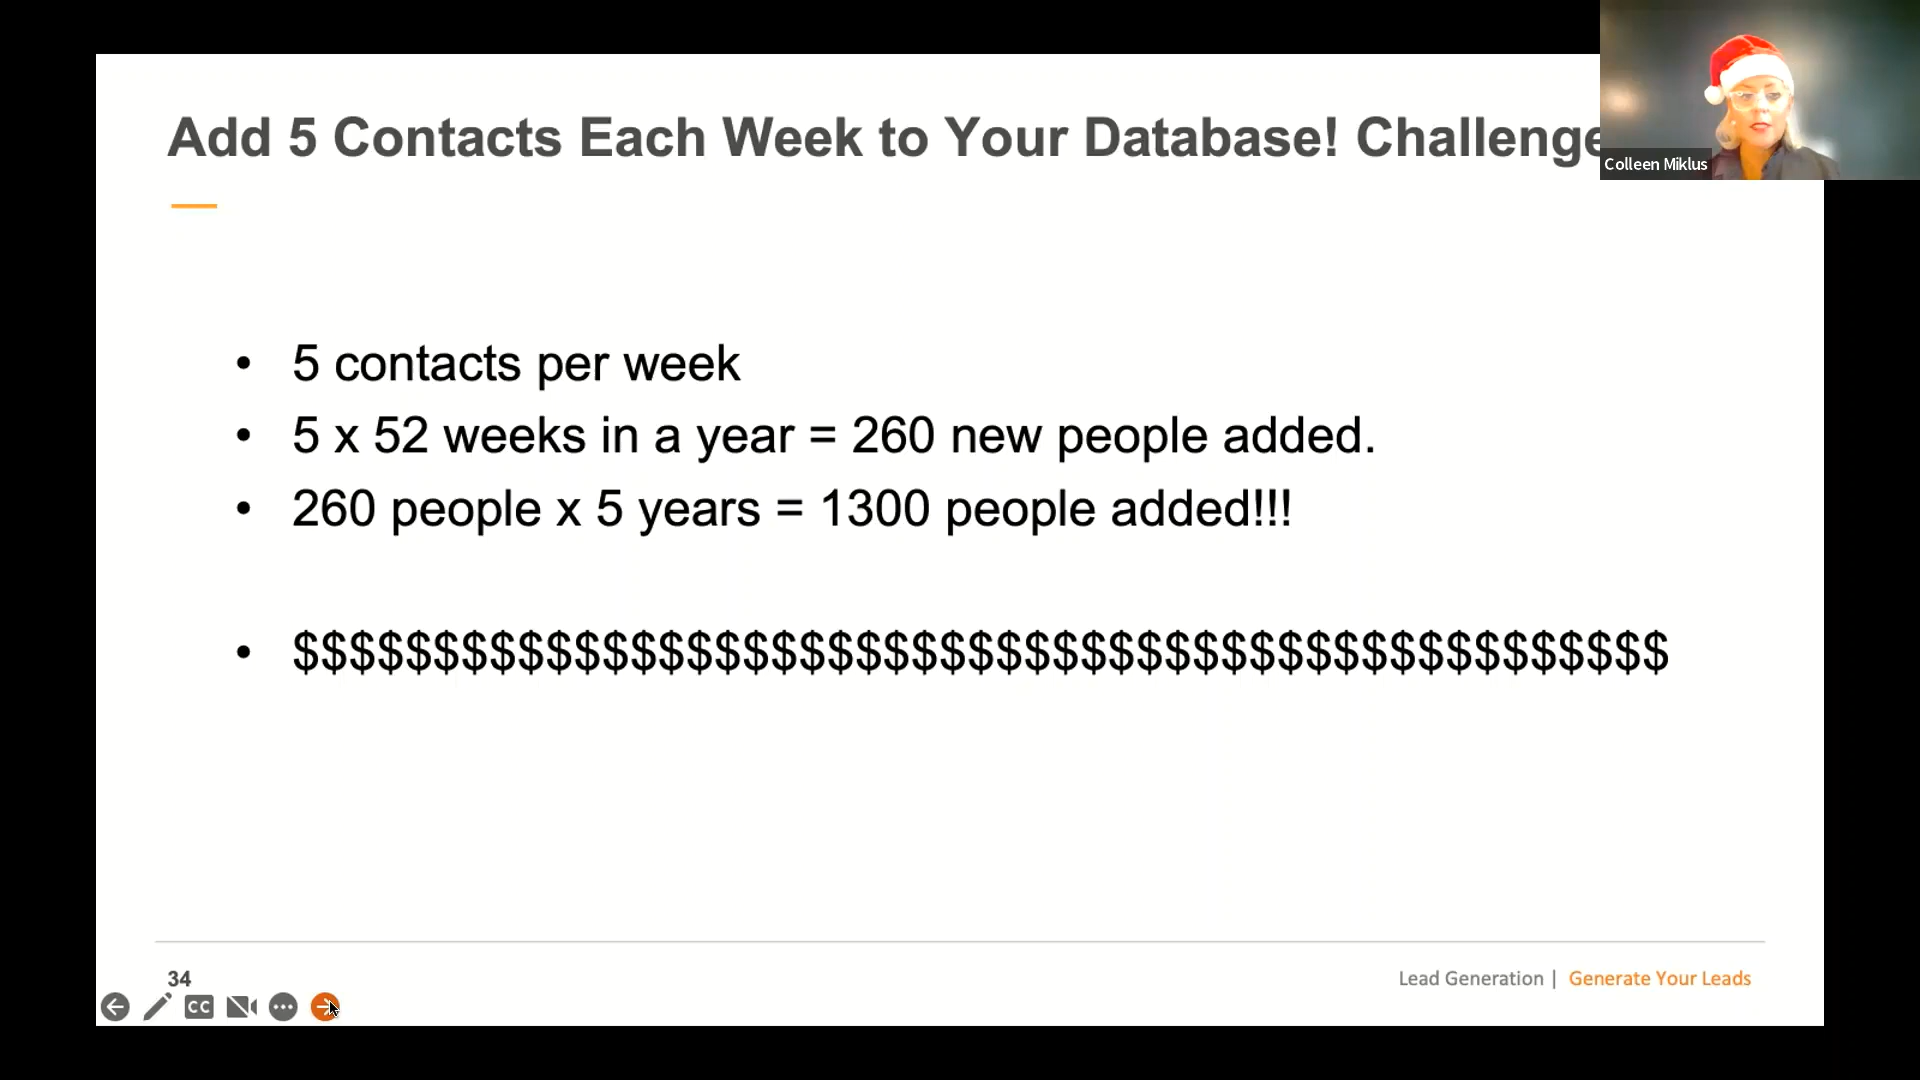 Add 5 Contacts Each Week to Your Database! Challenge
Colleen Miklus
• 5 contacts per week
• 5 x 52 weeks in a year = 260 new people added.
• 260 people x 5 years = 1300 people added!!!
• $$$$$$$$$$$$$$$$$$$$$$$$$$$$$$$$$$$$$$$$$$$$$$$$$
34
Lead Generation | Generate Your Leads
CC